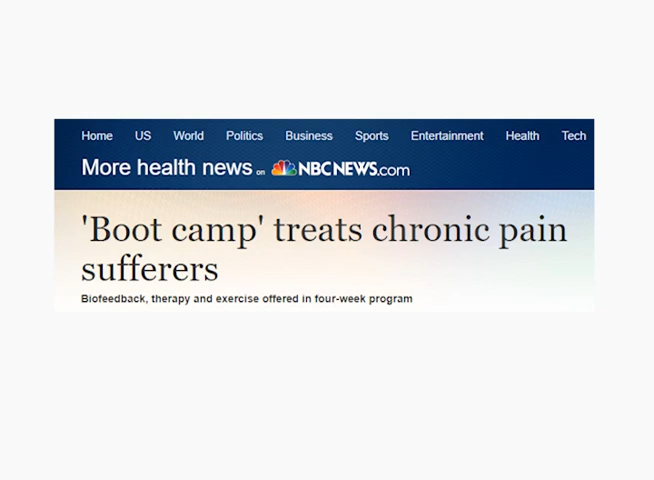 Home US World Politics Business Sports Entertainment Health Tech
More health news on NBCNEWS.com
'Boot camp' treats chronic pain
sufferers
Biofeedback, therapy and exercise offered in four-week program